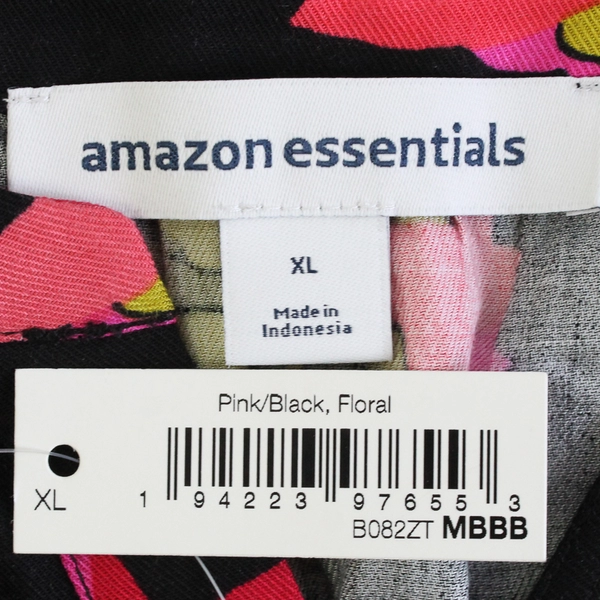 amazon essentials
XL
Made in
Indonesia
Pink/Black, Floral
XL
1 94223 97655 3
B082ZT MBBB